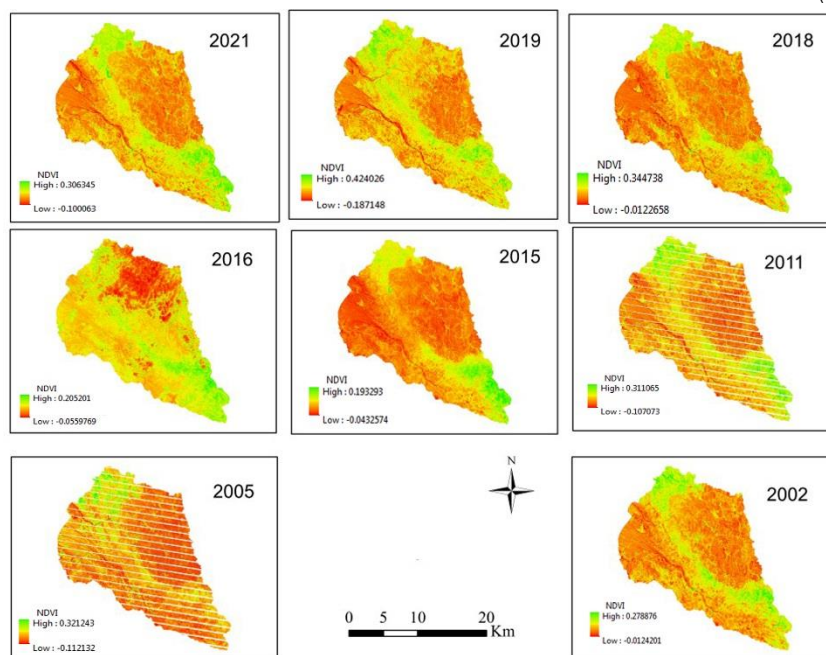 2021
NDVI
High : 0.306345
Low : -0.100063
2019
NDVI
High : 0.424026
Low : -0.187148
2018
NDVI
High : 0.344738
Low : -0.0122658
2016
NDVI
High : 0.205201
Low : -0.0559769
2015
NDVI
High : 0.193293
Low : -0.0432574
2011
NDVI
High : 0.311065
Low : -0.107073
2005
NDVI
High : 0.321243
Low : -0.112132
N
0 5 10 20
Km
2002
NDVI
High : 0.278876
Low : -0.0124201